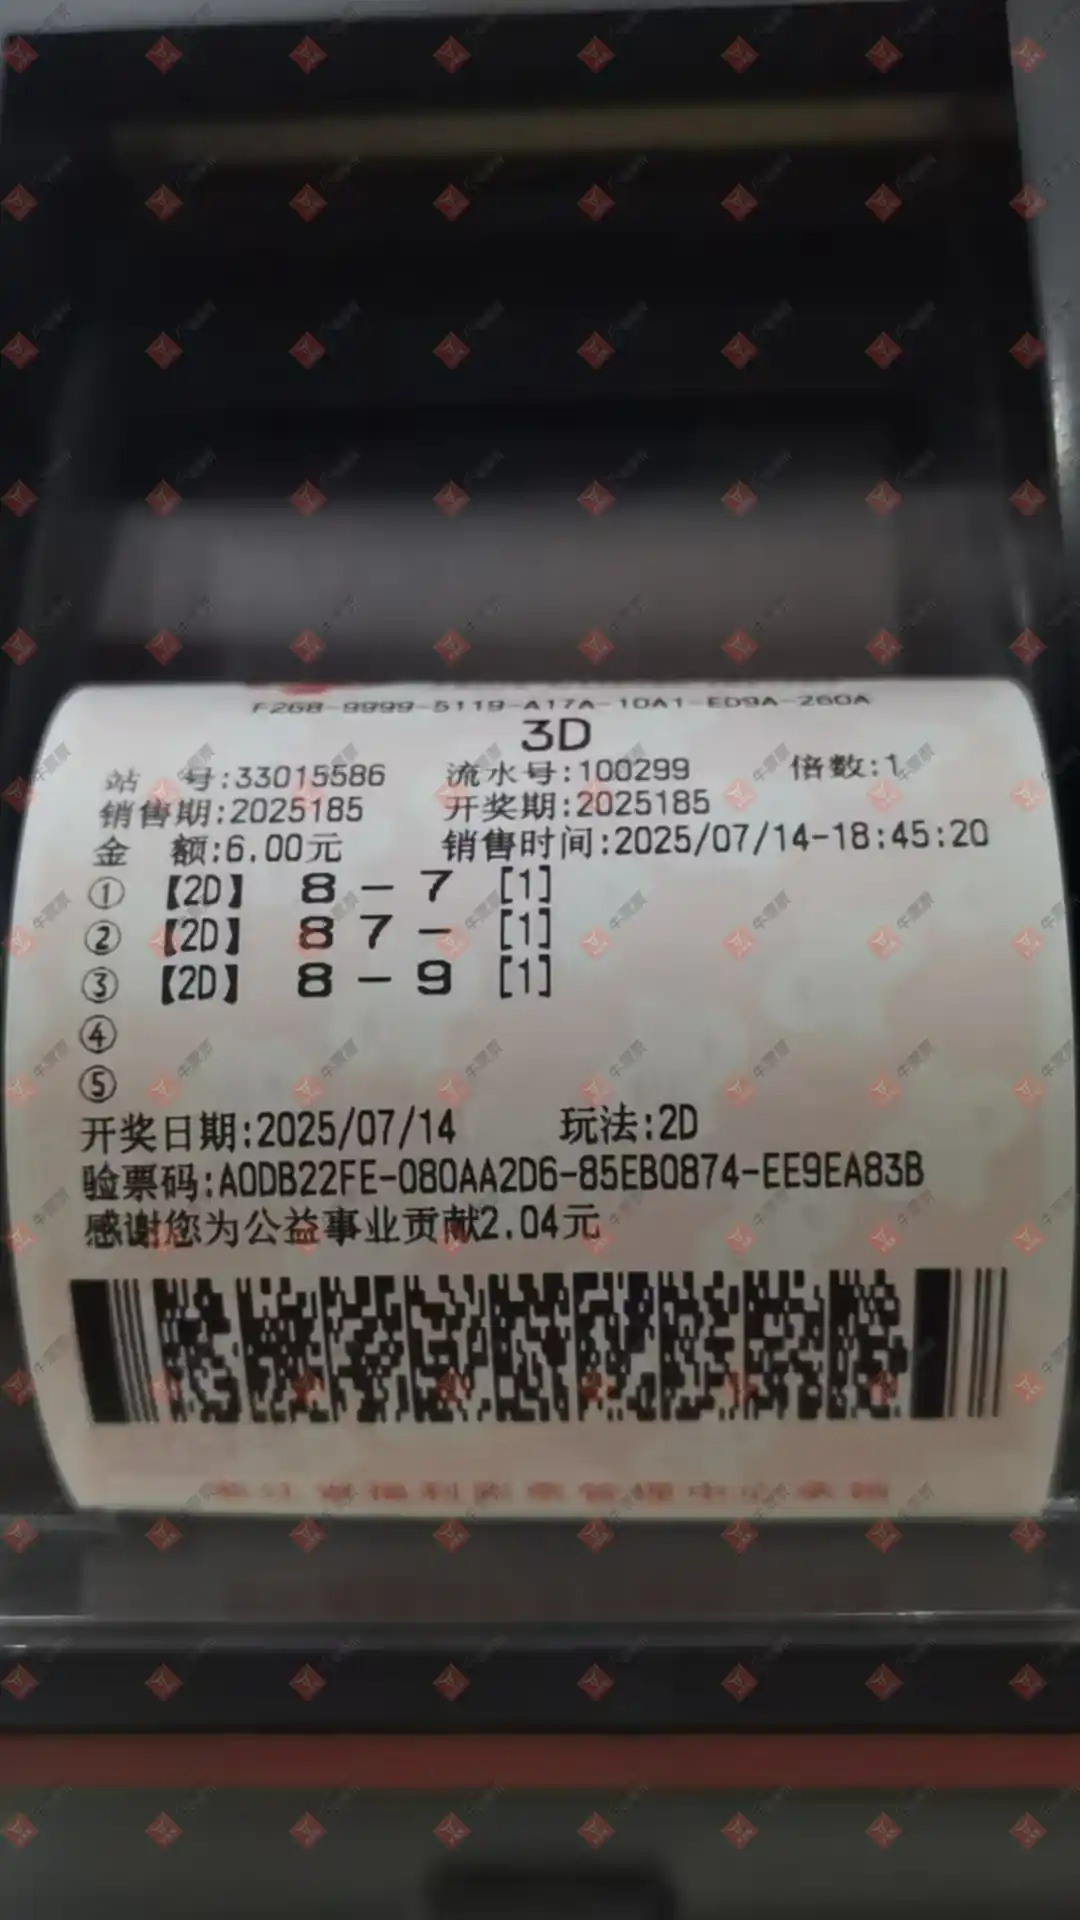 F268-9999-5119-A17A-10A1-ED9A-260A
3D
站 号:33015586 流水号:100299 倍数:1
销售期:2025185 开奖期:2025185
金 额:6.00元 销售时间:2025/07/14-18:45:20
① 【2D】 8 - 7 [1]
② 【2D】 8 7 - [1]
③ 【2D】 8 - 9 [1]
④
⑤
开奖日期:2025/07/14 玩法:2D
验票码:A0DB22FE-080AA2D6-85EB0874-EE9EA83B
感谢您为公益事业贡献2.04元